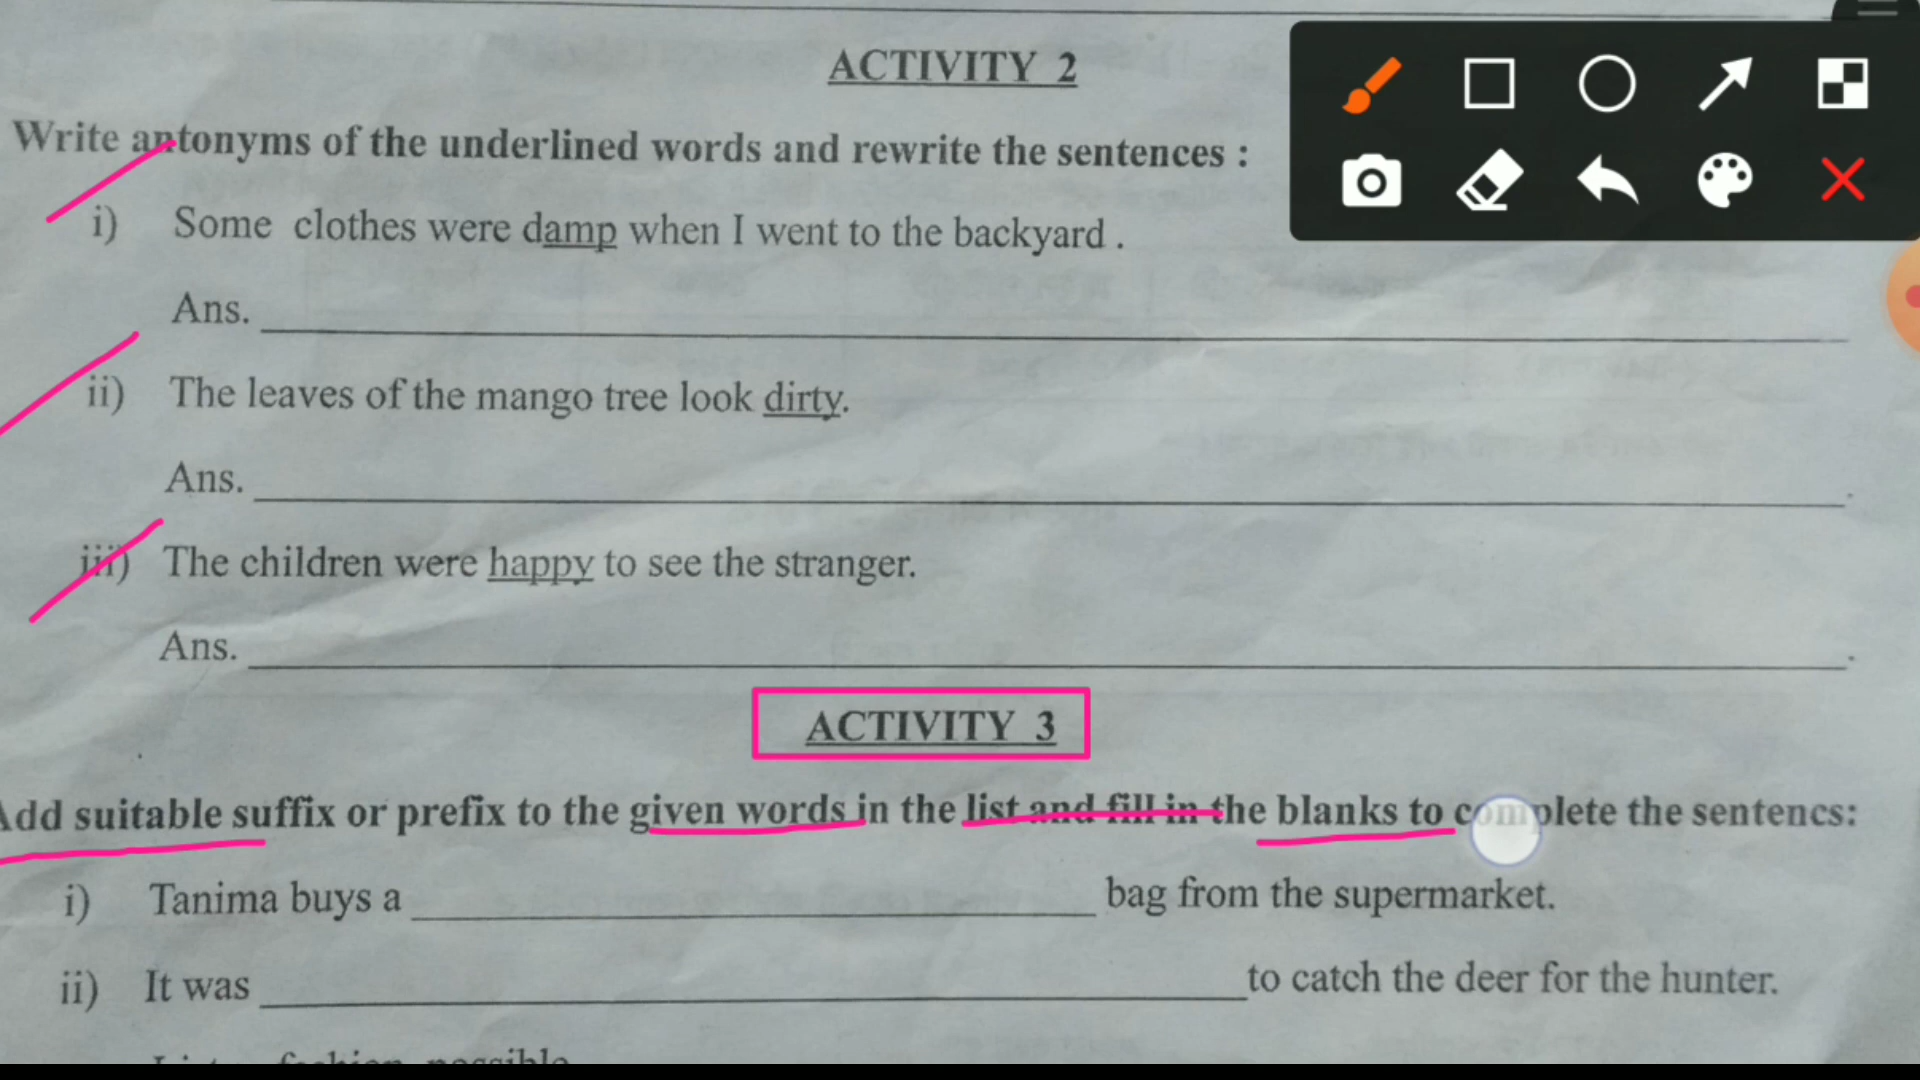 ACTIVITY 2
Write antonyms of the underlined words and rewrite the sentences :
i) Some clothes were damp when I went to the backyard .
Ans.
ii) The leaves of the mango tree look dirty.
Ans.
iii) The children were happy to see the stranger.
Ans.
ACTIVITY 3
Add suitable suffix or prefix to the given words in the list and fill in the blanks to complete the sentencs:
i) Tanima buys a bag from the supermarket.
ii) It was to catch the deer for the hunter.
List fashion possible